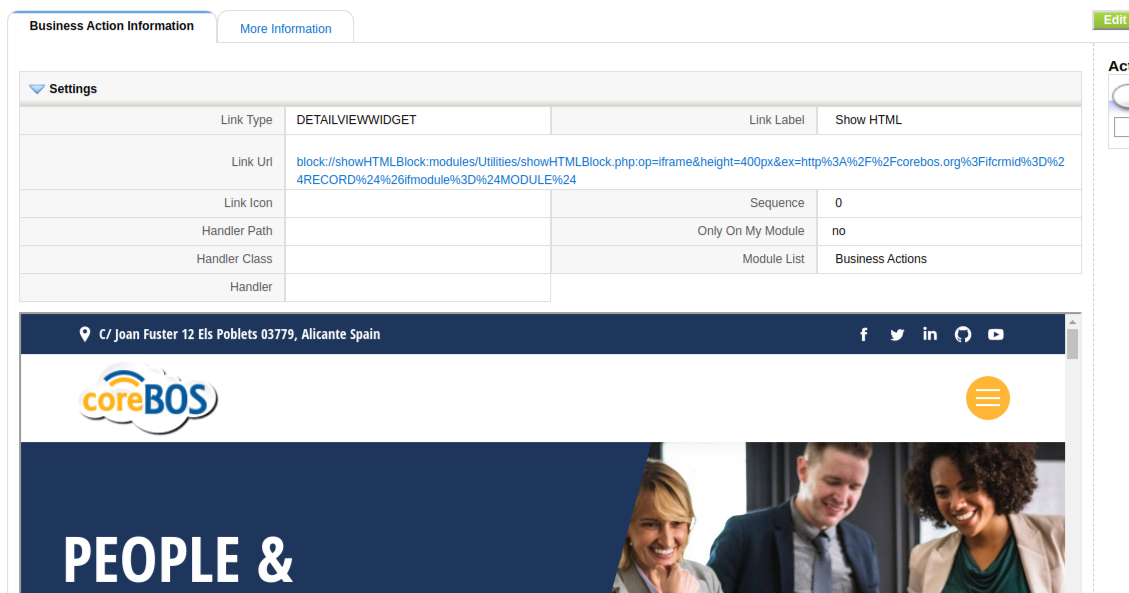 Business Action Information
More Information
Edit
Settings
Link Type DETAILVIEWWIDGET Link Label Show HTML
Link Url block://showHTMLBlock:modules/Utilities/showHTMLBlock.php:op=iframe&height=400px&ex=http%3A%2F%2Fcorebos.org%3Fifcrmid%3D%2
4RECORD%24%26ifmodule%3D%24MODULE%24
Link Icon Sequence 0
Handler Path Only On My Module no
Handler Class Module List Business Actions
Handler
C/ Joan Fuster 12 Els Poblets 03779, Alicante Spain
coreBOS
PEOPLE &